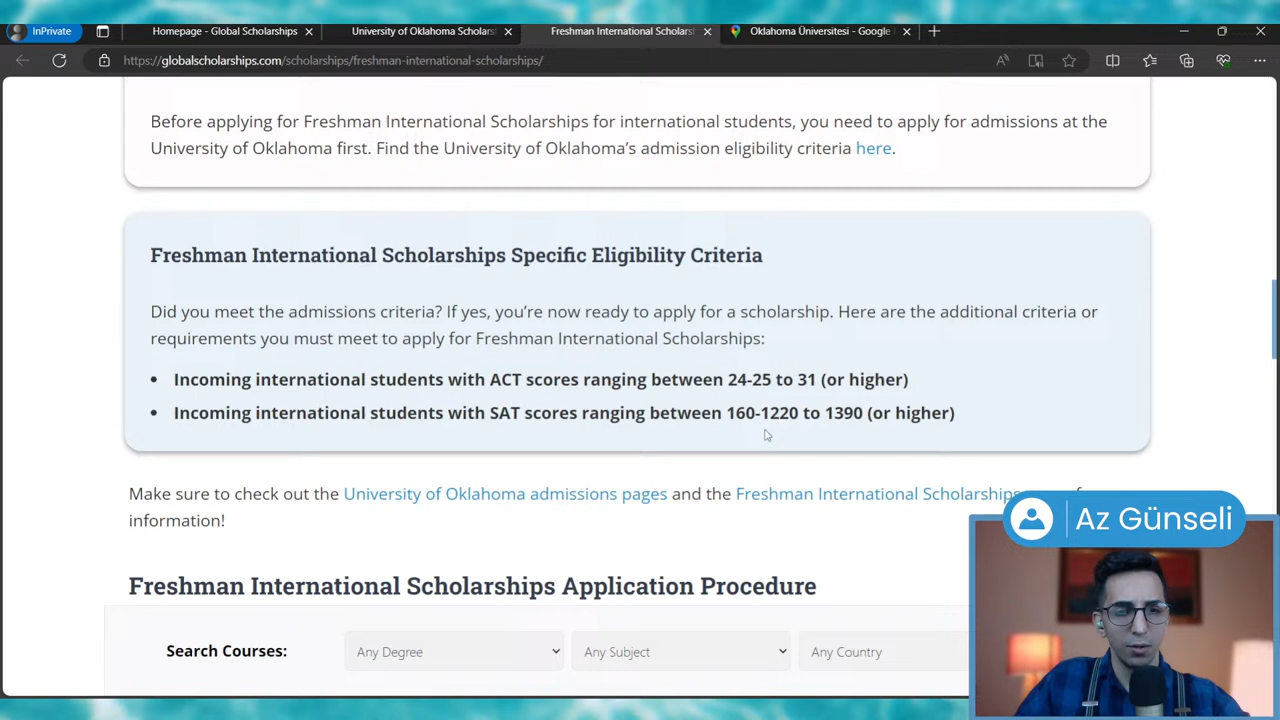 InPrivate
Homepage - Global Scholarships
University of Oklahoma Scholars
Freshman International Scholars
Oklahoma Üniversitesi - Google
https://globalscholarships.com/scholarships/freshman-international-scholarships/
Before applying for Freshman International Scholarships for international students, you need to apply for admissions at the
University of Oklahoma first. Find the University of Oklahoma's admission eligibility criteria here.
Freshman International Scholarships Specific Eligibility Criteria
Did you meet the admissions criteria? If yes, you're now ready to apply for a scholarship. Here are the additional criteria or
requirements you must meet to apply for Freshman International Scholarships:
• Incoming international students with ACT scores ranging between 24-25 to 31 (or higher)
• Incoming international students with SAT scores ranging between 160-1220 to 1390 (or higher)
Make sure to check out the University of Oklahoma admissions pages and the Freshman International Scholarships
information!
Az Günseli
Freshman International Scholarships Application Procedure
Search Courses:
Any Degree
Any Subject
Any Country